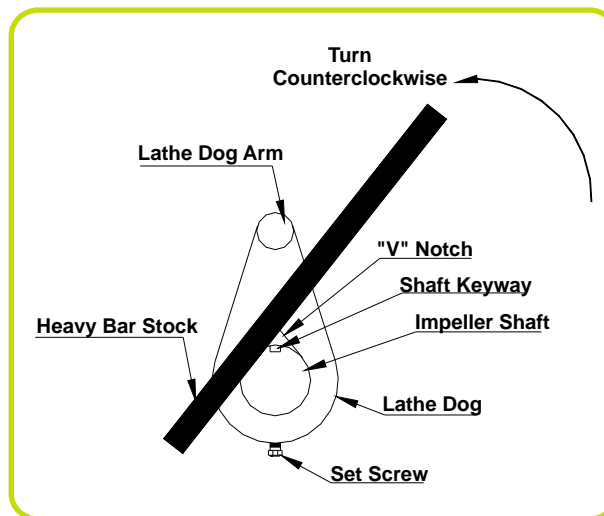 Turn
Counterclockwise
Lathe Dog Arm
"V" Notch
Shaft Keyway
Impeller Shaft
Heavy Bar Stock
Lathe Dog
Set Screw